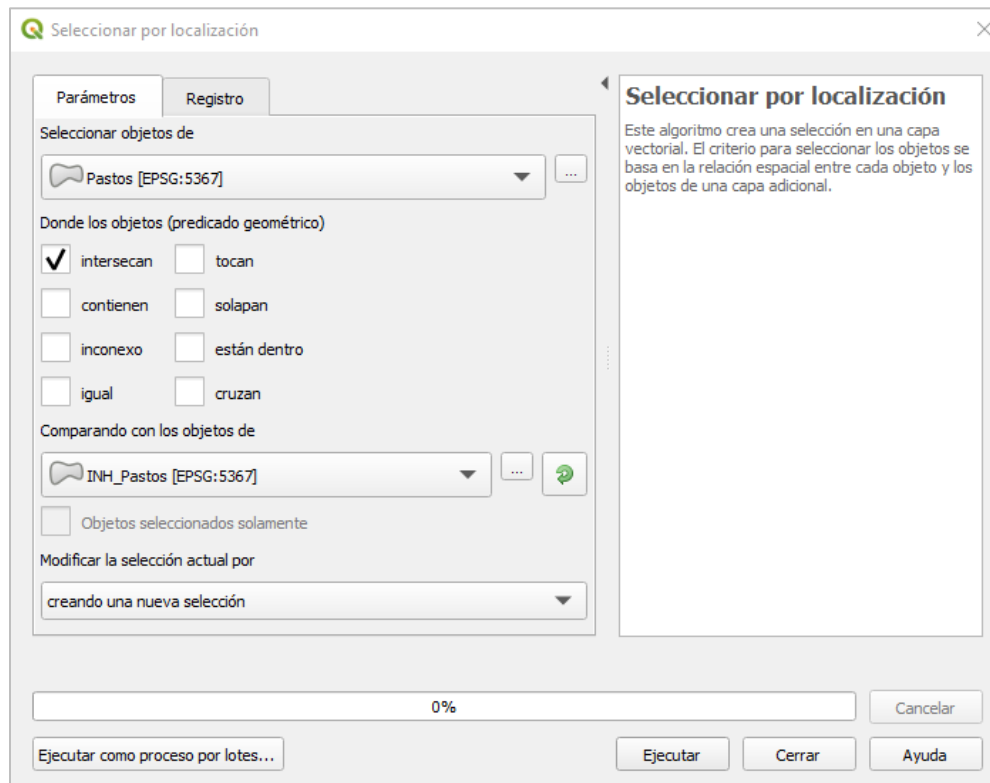 Seleccionar por localización
Parámetros
Registro
Seleccionar objetos de
Pastos [EPSG:5367]
...
Donde los objetos (predicado geométrico)
intersecan
tocan
contienen
solapan
inconexo
están dentro
igual
cruzan
Comparando con los objetos de
INH_Pastos [EPSG:5367]
...
Objetos seleccionados solamente
Modificar la selección actual por
creando una nueva selección
Seleccionar por localización
Este algoritmo crea una selección en una capa
vectorial. El criterio para seleccionar los objetos se
basa en la relación espacial entre cada objeto y los
objetos de una capa adicional.
0%
Cancelar
Ejecutar como proceso por lotes...
Ejecutar
Cerrar
Ayuda